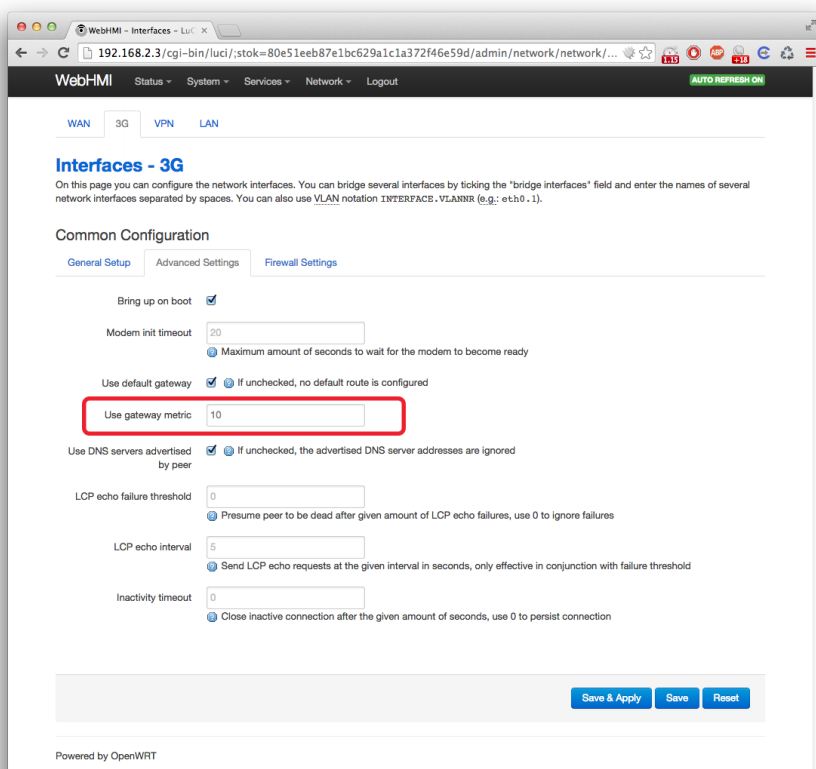 WebHMI - Interfaces - LuC
192.168.2.3/cgi-bin/luci/;stok=80e51eeb87e1bc629a1c1a372f46e59d/admin/network/network/...
1.15
ABP
+18
WebHMI Status System Services Network Logout AUTO REFRESH ON
WAN 3G VPN LAN
Interfaces - 3G
On this page you can configure the network interfaces. You can bridge several interfaces by ticking the "bridge interfaces" field and enter the names of several
network interfaces separated by spaces. You can also use VLAN notation INTERFACE.VLANNR (e.g.: eth0.1).
Common Configuration
General Setup Advanced Settings Firewall Settings
Bring up on boot
Modem init timeout 20
Maximum amount of seconds to wait for the modem to become ready
Use default gateway If unchecked, no default route is configured
Use gateway metric 10
Use DNS servers advertised If unchecked, the advertised DNS server addresses are ignored
by peer
LCP echo failure threshold 0
Presume peer to be dead after given amount of LCP echo failures, use 0 to ignore failures
LCP echo interval 5
Send LCP echo requests at the given interval in seconds, only effective in conjunction with failure threshold
Inactivity timeout 0
Close inactive connection after the given amount of seconds, use 0 to persist connection
Save & Apply Save Reset
Powered by OpenWRT